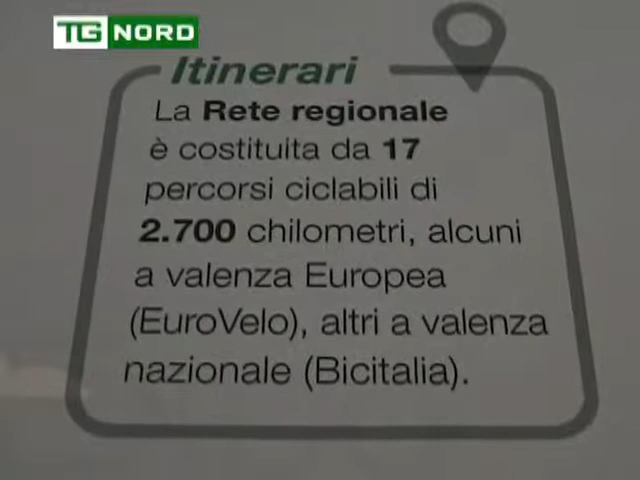 TG NORD
Itinerari
La Rete regionale
è costituita da 17
percorsi ciclabili di
2.700 chilometri, alcuni
a valenza Europea
(EuroVelo), altri a valenza
nazionale (Bicitalia).